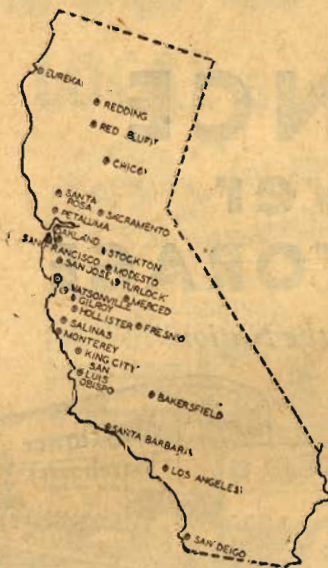 EUREKA
REDDING
RED BLUFF
CHICO
SANTA
ROSA
SACRAMENTO
PETALUMA
OAKLAND
STOCKTON
SAN FRANCISCO
MODESTO
SAN JOSE
TURLOCK
WATSONVILLE
MERCED
GILROY
HOLLISTER
FRESNO
SALINAS
MONTEREY
KING CITY
SAN
LUIS
OBISPO
BAKERSFIELD
SANTA BARBARA
LOS ANGELES
SAN DEIGO